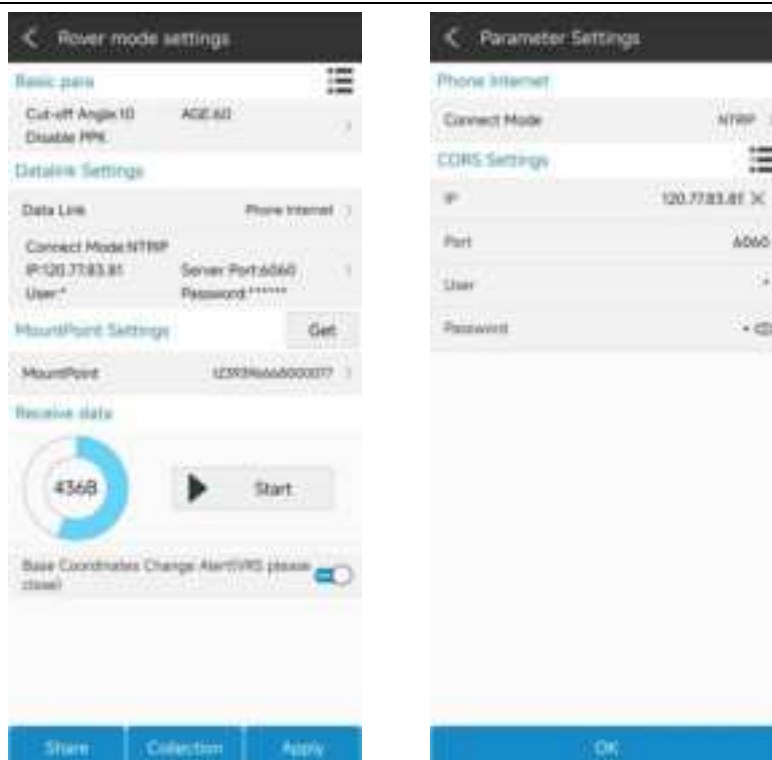 Rover mode settings
Basic para
Cut-off Angle:10 AGE:60
Disable PPK
Datalink Settings
Data Link Phone Internet
Connect Mode:NTRIP
IP:120.77.83.81 Server Port:6060
User:* Password:******
MountPoint Settings Get
MountPoint
Receive data
436B Start
Base Coordinates Change Alert(VRS please
close)
Share Collection Apply
Parameter Settings
Phone Internet
Connect Mode NTRIP
CORS Settings
IP 120.77.83.81
Port 6060
User *
Password
OK